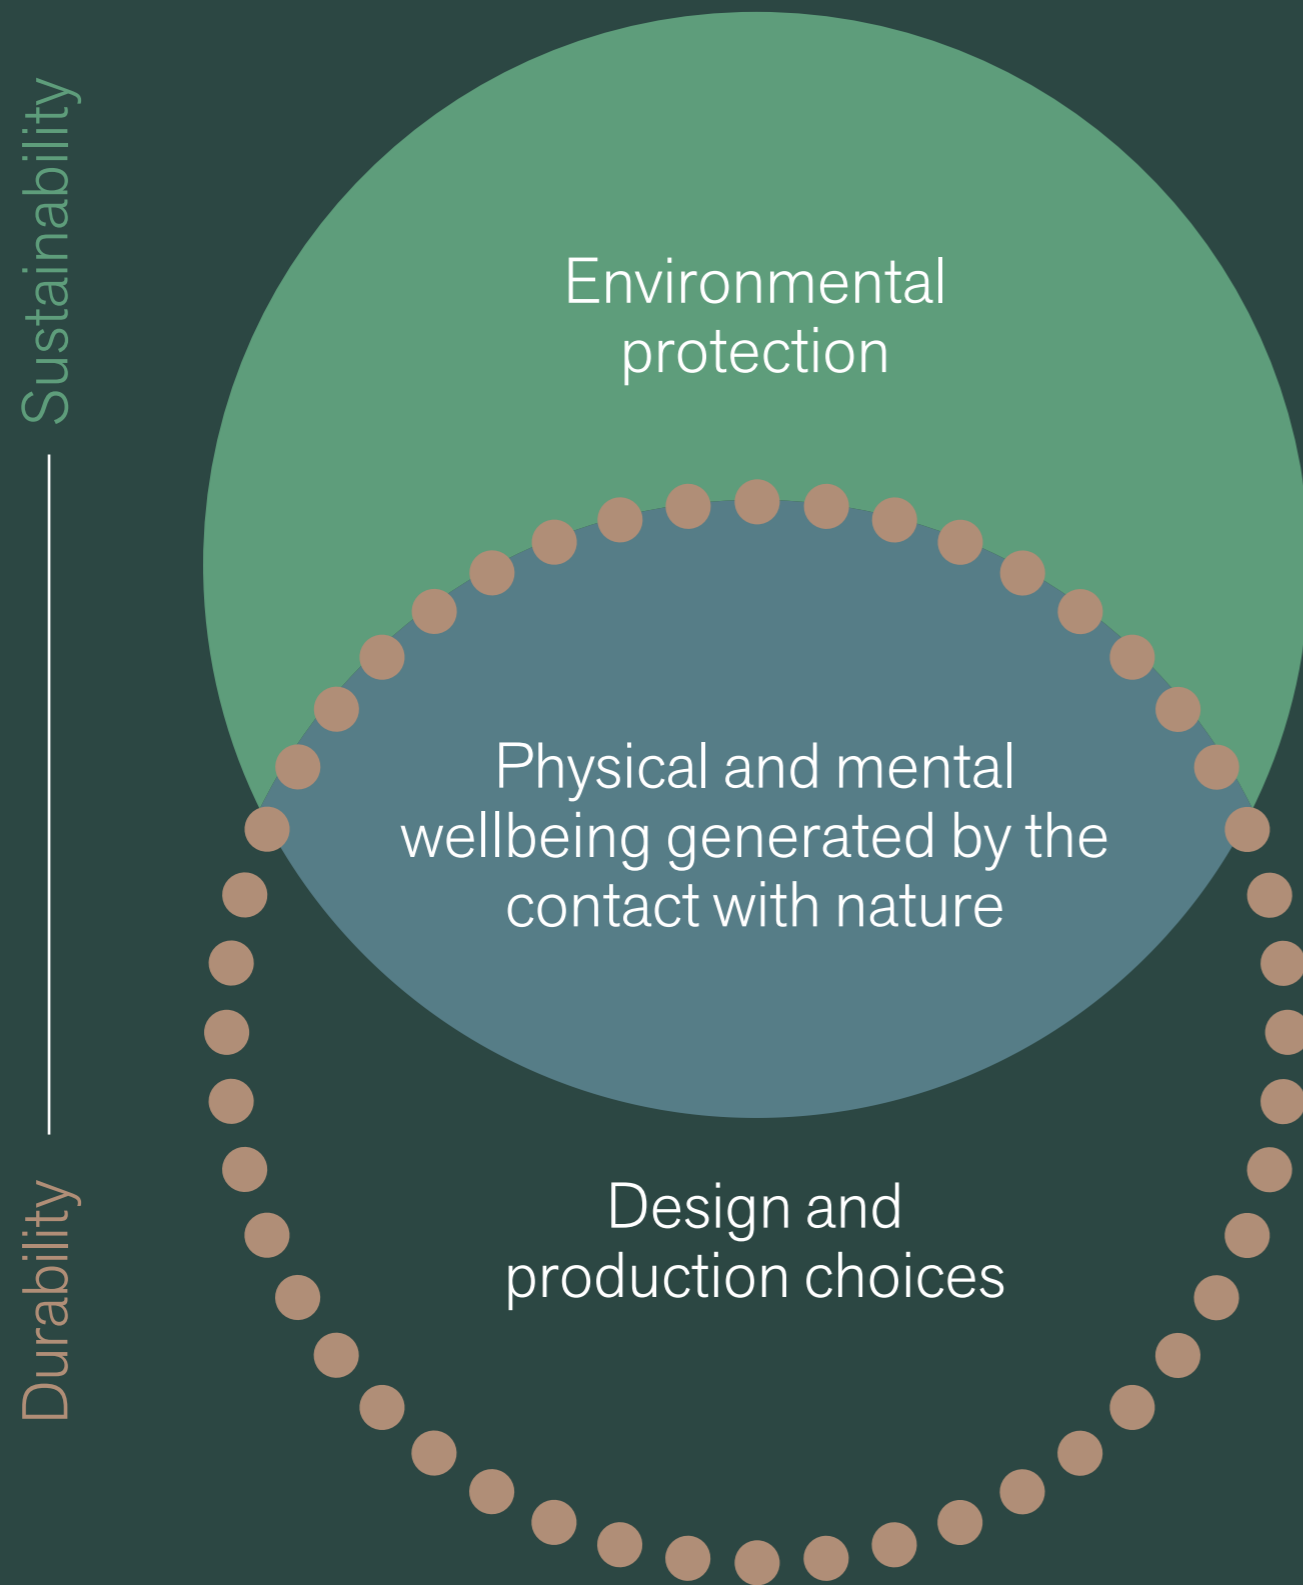 Sustainability
Environmental
protection
Physical and mental
wellbeing generated by the
contact with nature
Design and
production choices
Durability